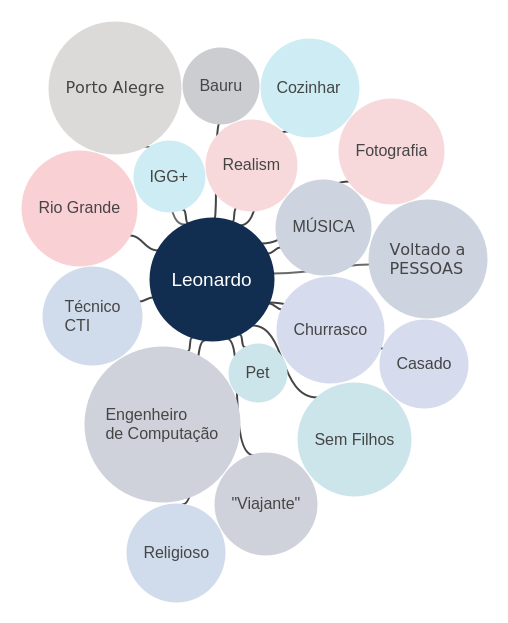 Porto Alegre
Bauru
Cozinhar
Fotografia
Realism
IGG+
Rio Grande
MÚSICA
Voltado a
PESSOAS
Leonardo
Técnico
CTI
Churrasco
Casado
Pet
Engenheiro
de Computação
Sem Filhos
"Viajante"
Religioso